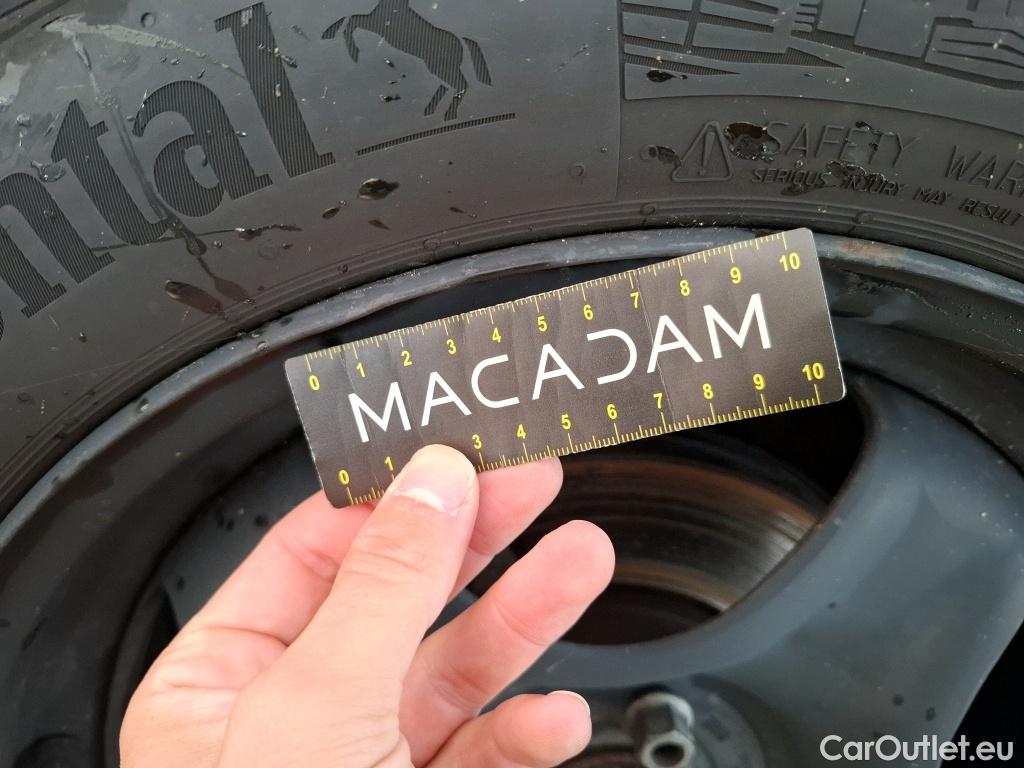 ntal
SAFETY WAR
SERIOUS INJURY MAY RESULT
0 1 2 3 4 5 6 7 8 9 10
MACADAM
0 1 3 4 5 6 7 8 9 10
CarOutlet.eu